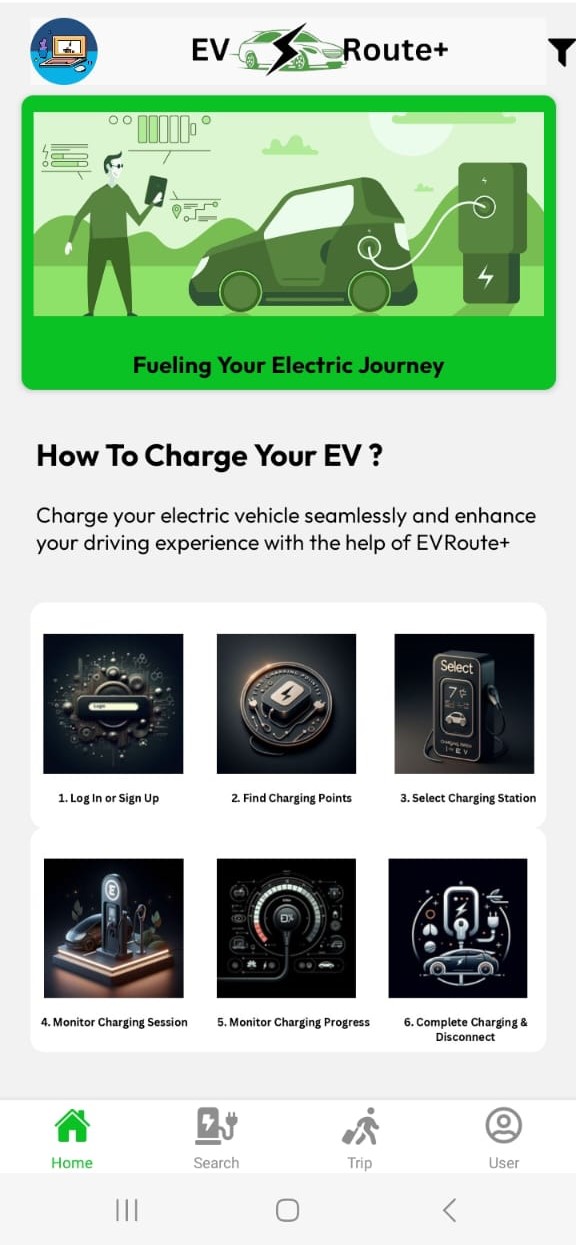 EV Route+
Fueling Your Electric Journey
How To Charge Your EV ?
Charge your electric vehicle seamlessly and enhance
your driving experience with the help of EVRoute+
Login
Select
7¢
1. Log In or Sign Up
2. Find Charging Points
3. Select Charging Station
E
4. Monitor Charging Session
5. Monitor Charging Progress
6. Complete Charging &
Disconnect
Home
Search
Trip
User